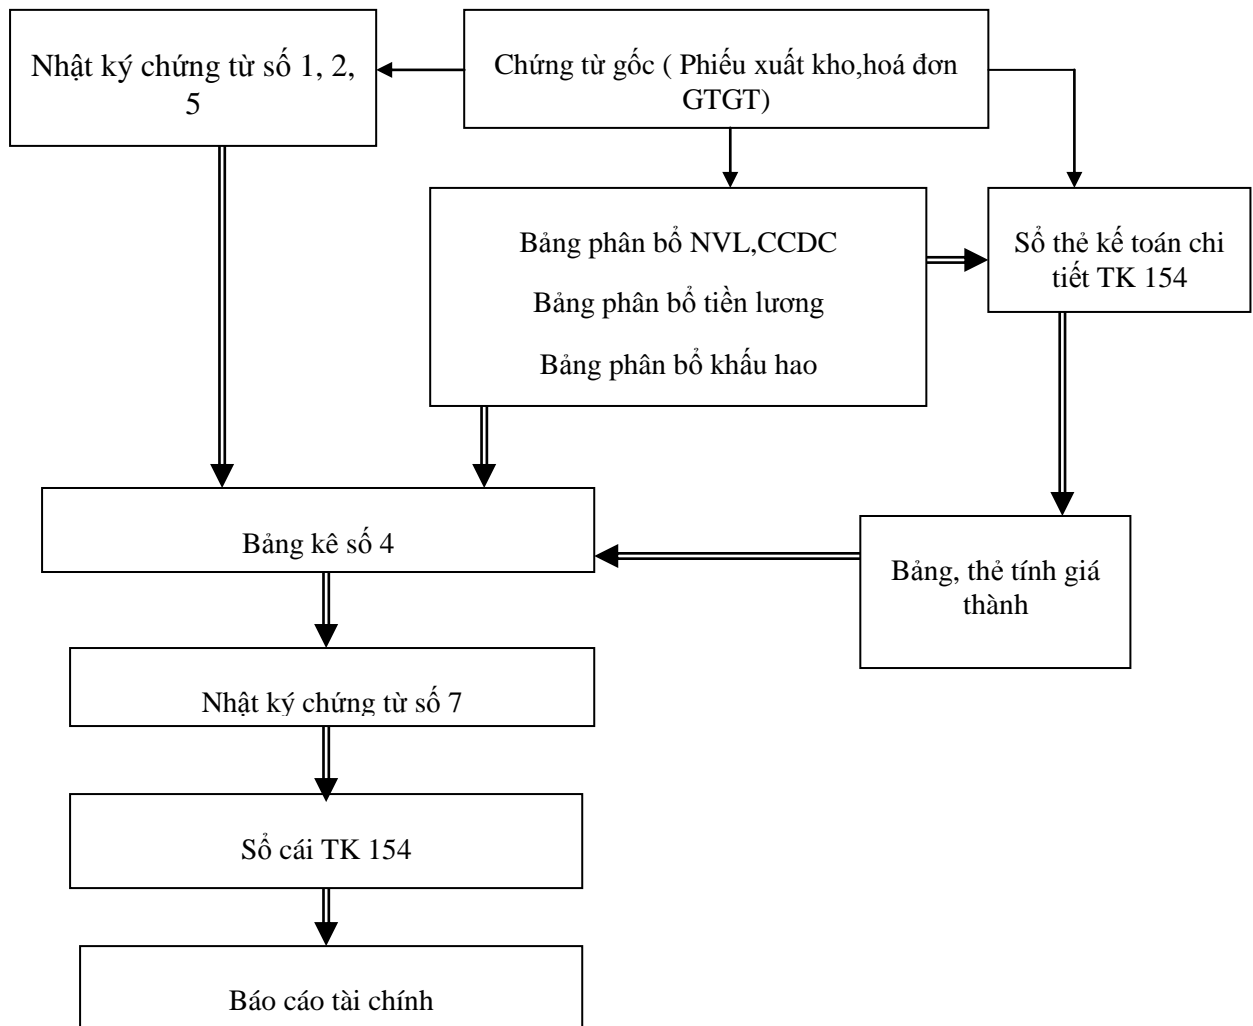 Nhật ký chứng từ số 1, 2,
5
Chứng từ gốc ( Phiếu xuất kho,hoá đơn
GTGT)
Bảng phân bổ NVL,CCDC
Bảng phân bổ tiền lương
Bảng phân bổ khấu hao
Sổ thẻ kế toán chi
tiết TK 154
Bảng kê số 4
Bảng, thẻ tính giá
thành
Nhật ký chứng từ số 7
Sổ cái TK 154
Báo cáo tài chính